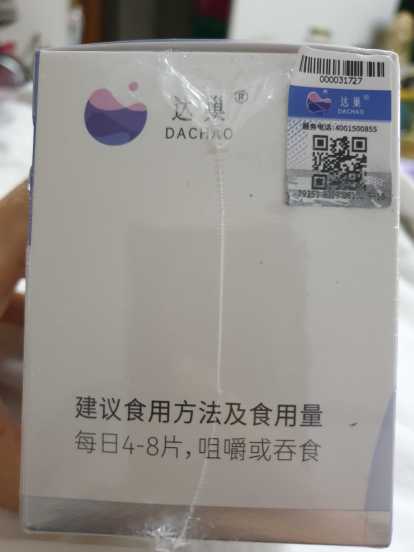 000031727
达巢®
DACHAO
达巢®
DACHAO
服务电话:4001500855
建议食用方法及食用量
每日4-8片,咀嚼或吞食